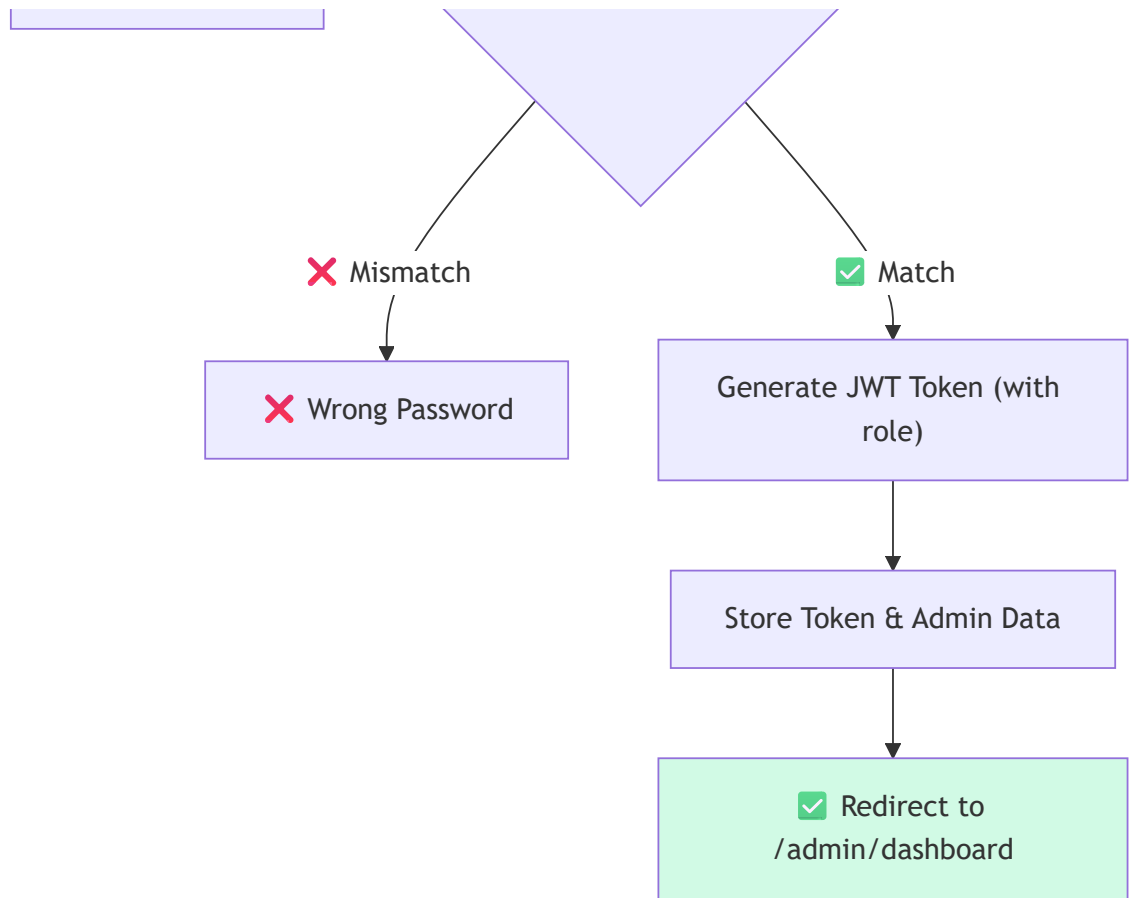 ❌ Mismatch
✅ Match
❌ Wrong Password
Generate JWT Token (with
role)
Store Token & Admin Data
✅ Redirect to
/admin/dashboard